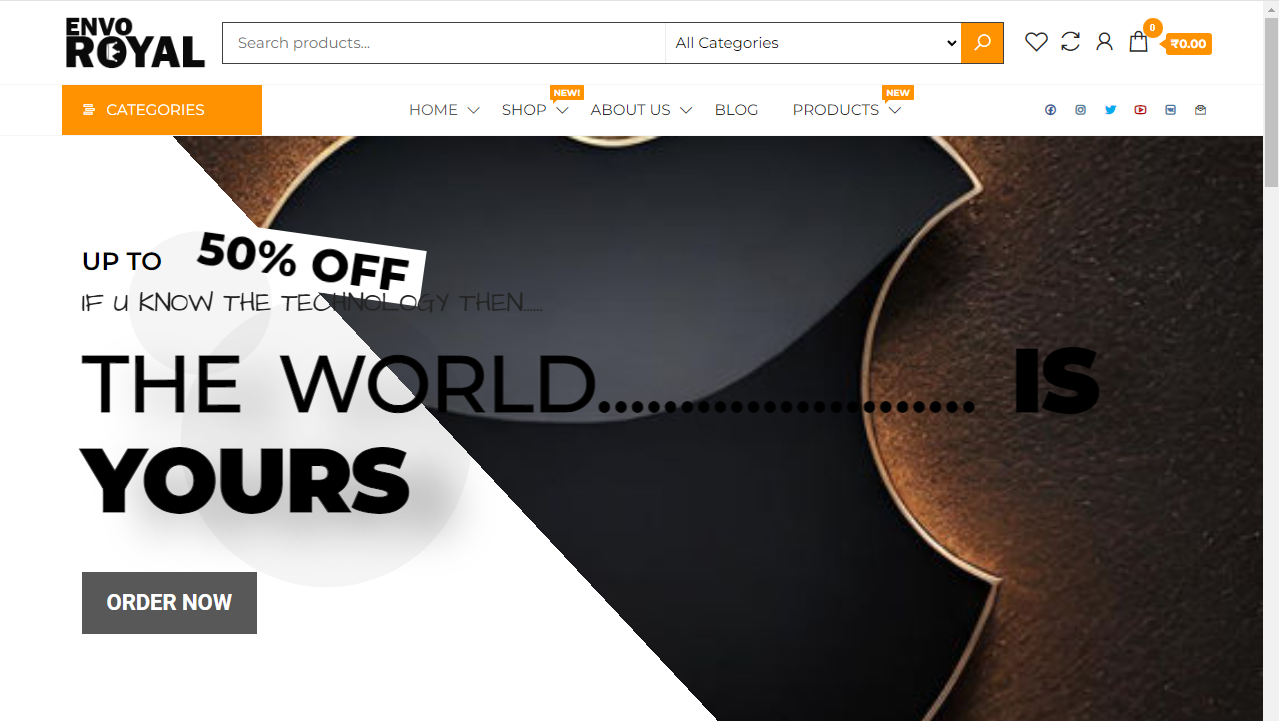 ENVO
ROYAL
Search products...
All Categories
0
₹0.00
CATEGORIES
HOME
SHOP
NEW!
ABOUT US
BLOG
PRODUCTS
NEW
UP TO 50% OFF
IF U KNOW THE TECHNOLOGY THEN......
THE WORLD....................... IS
YOURS
ORDER NOW